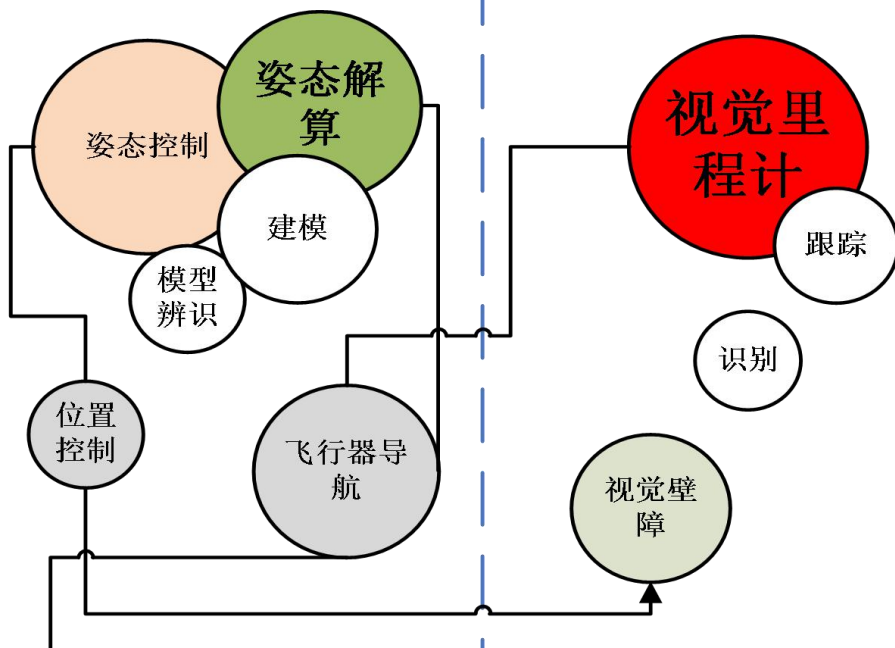 姿态控制
姿态解
算
建模
模型
辨识
位置
控制
飞行器导
航
视觉里
程计
跟踪
识别
视觉壁
障